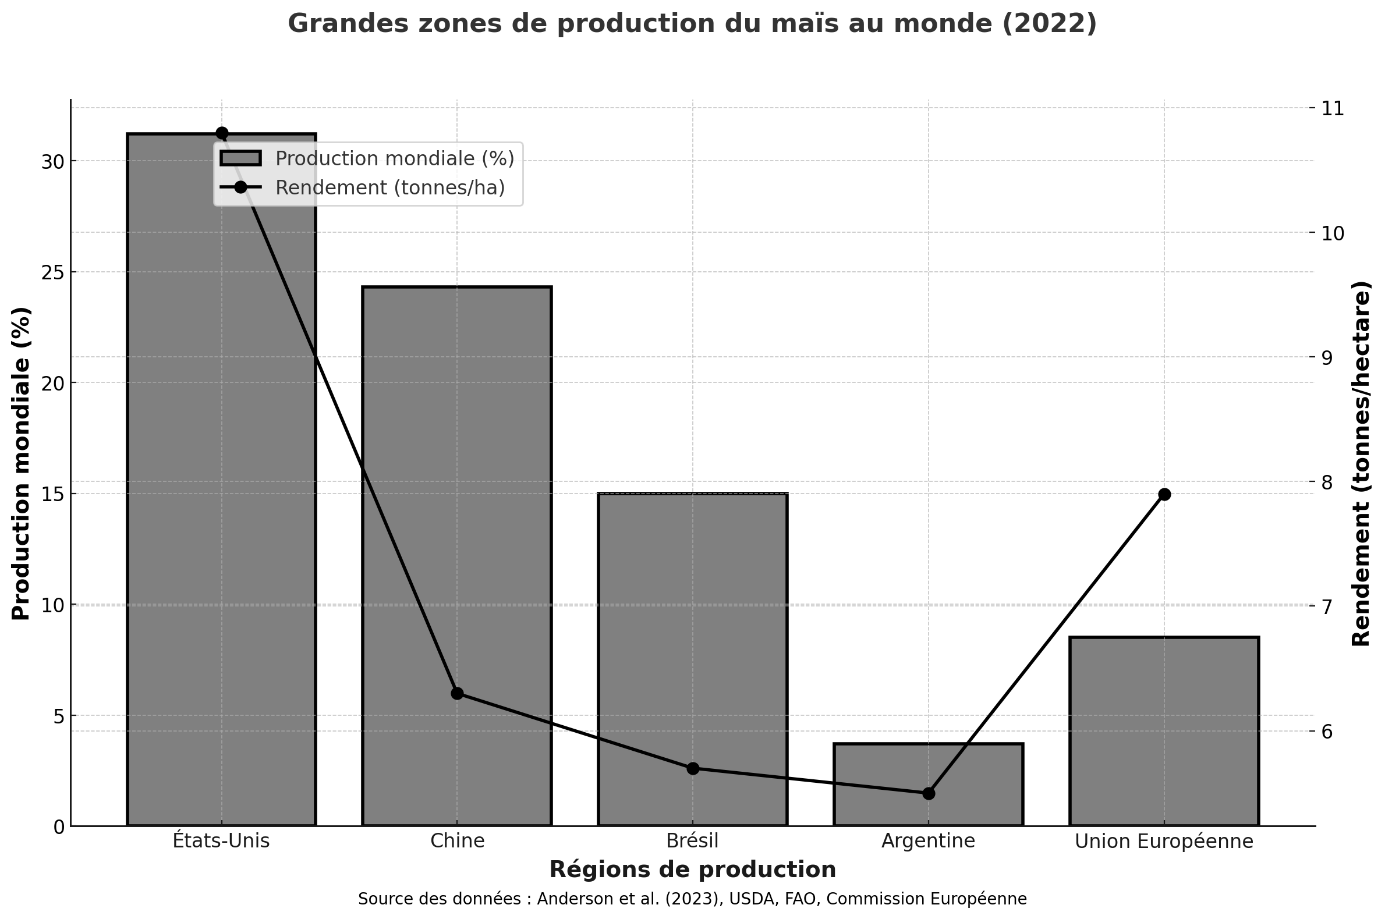 Grandes zones de production du maïs au monde (2022)
Production mondiale (%)
Rendement (tonnes/ha)
Production mondiale (%)
30
25
20
15
10
5
0
11
10
9
8
7
6
Rendement (tonnes/hectare)
États-Unis
Chine
Brésil
Argentine
Union Européenne
Régions de production
Source des données : Anderson et al. (2023), USDA, FAO, Commission Européenne